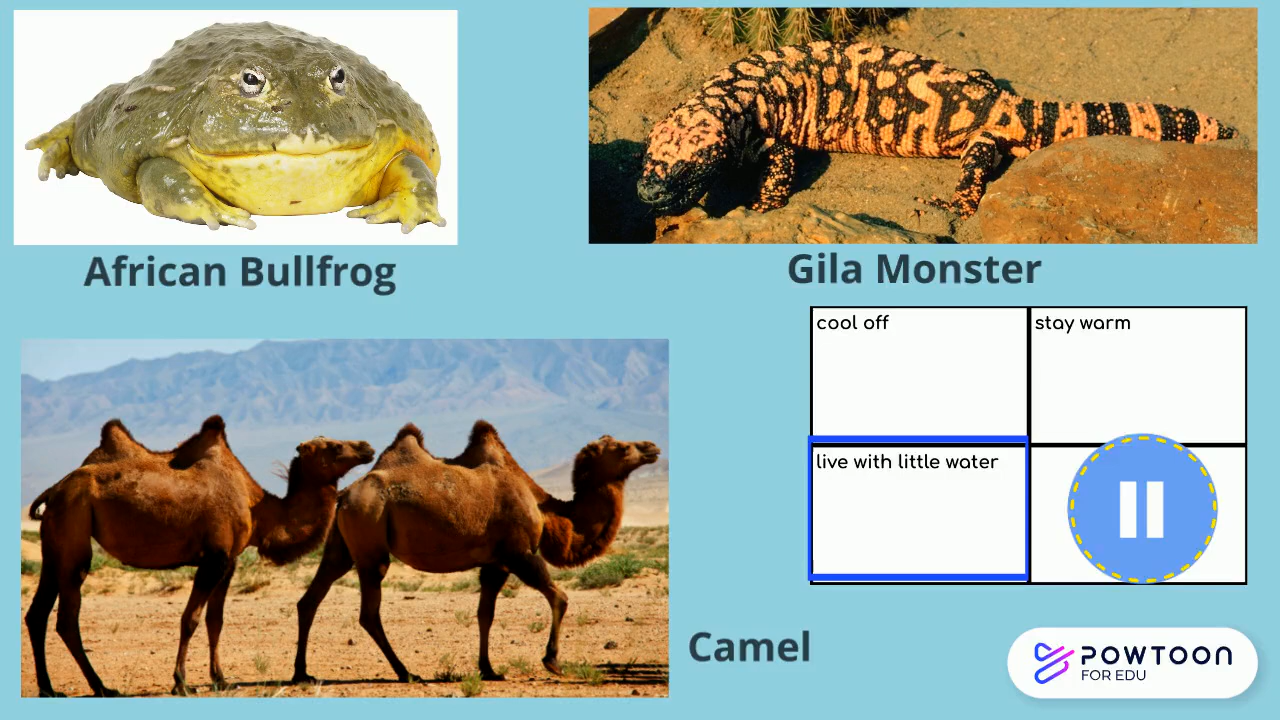 African Bullfrog
Gila Monster
cool off
stay warm
live with little water
Camel
POWTOON
FOR EDU